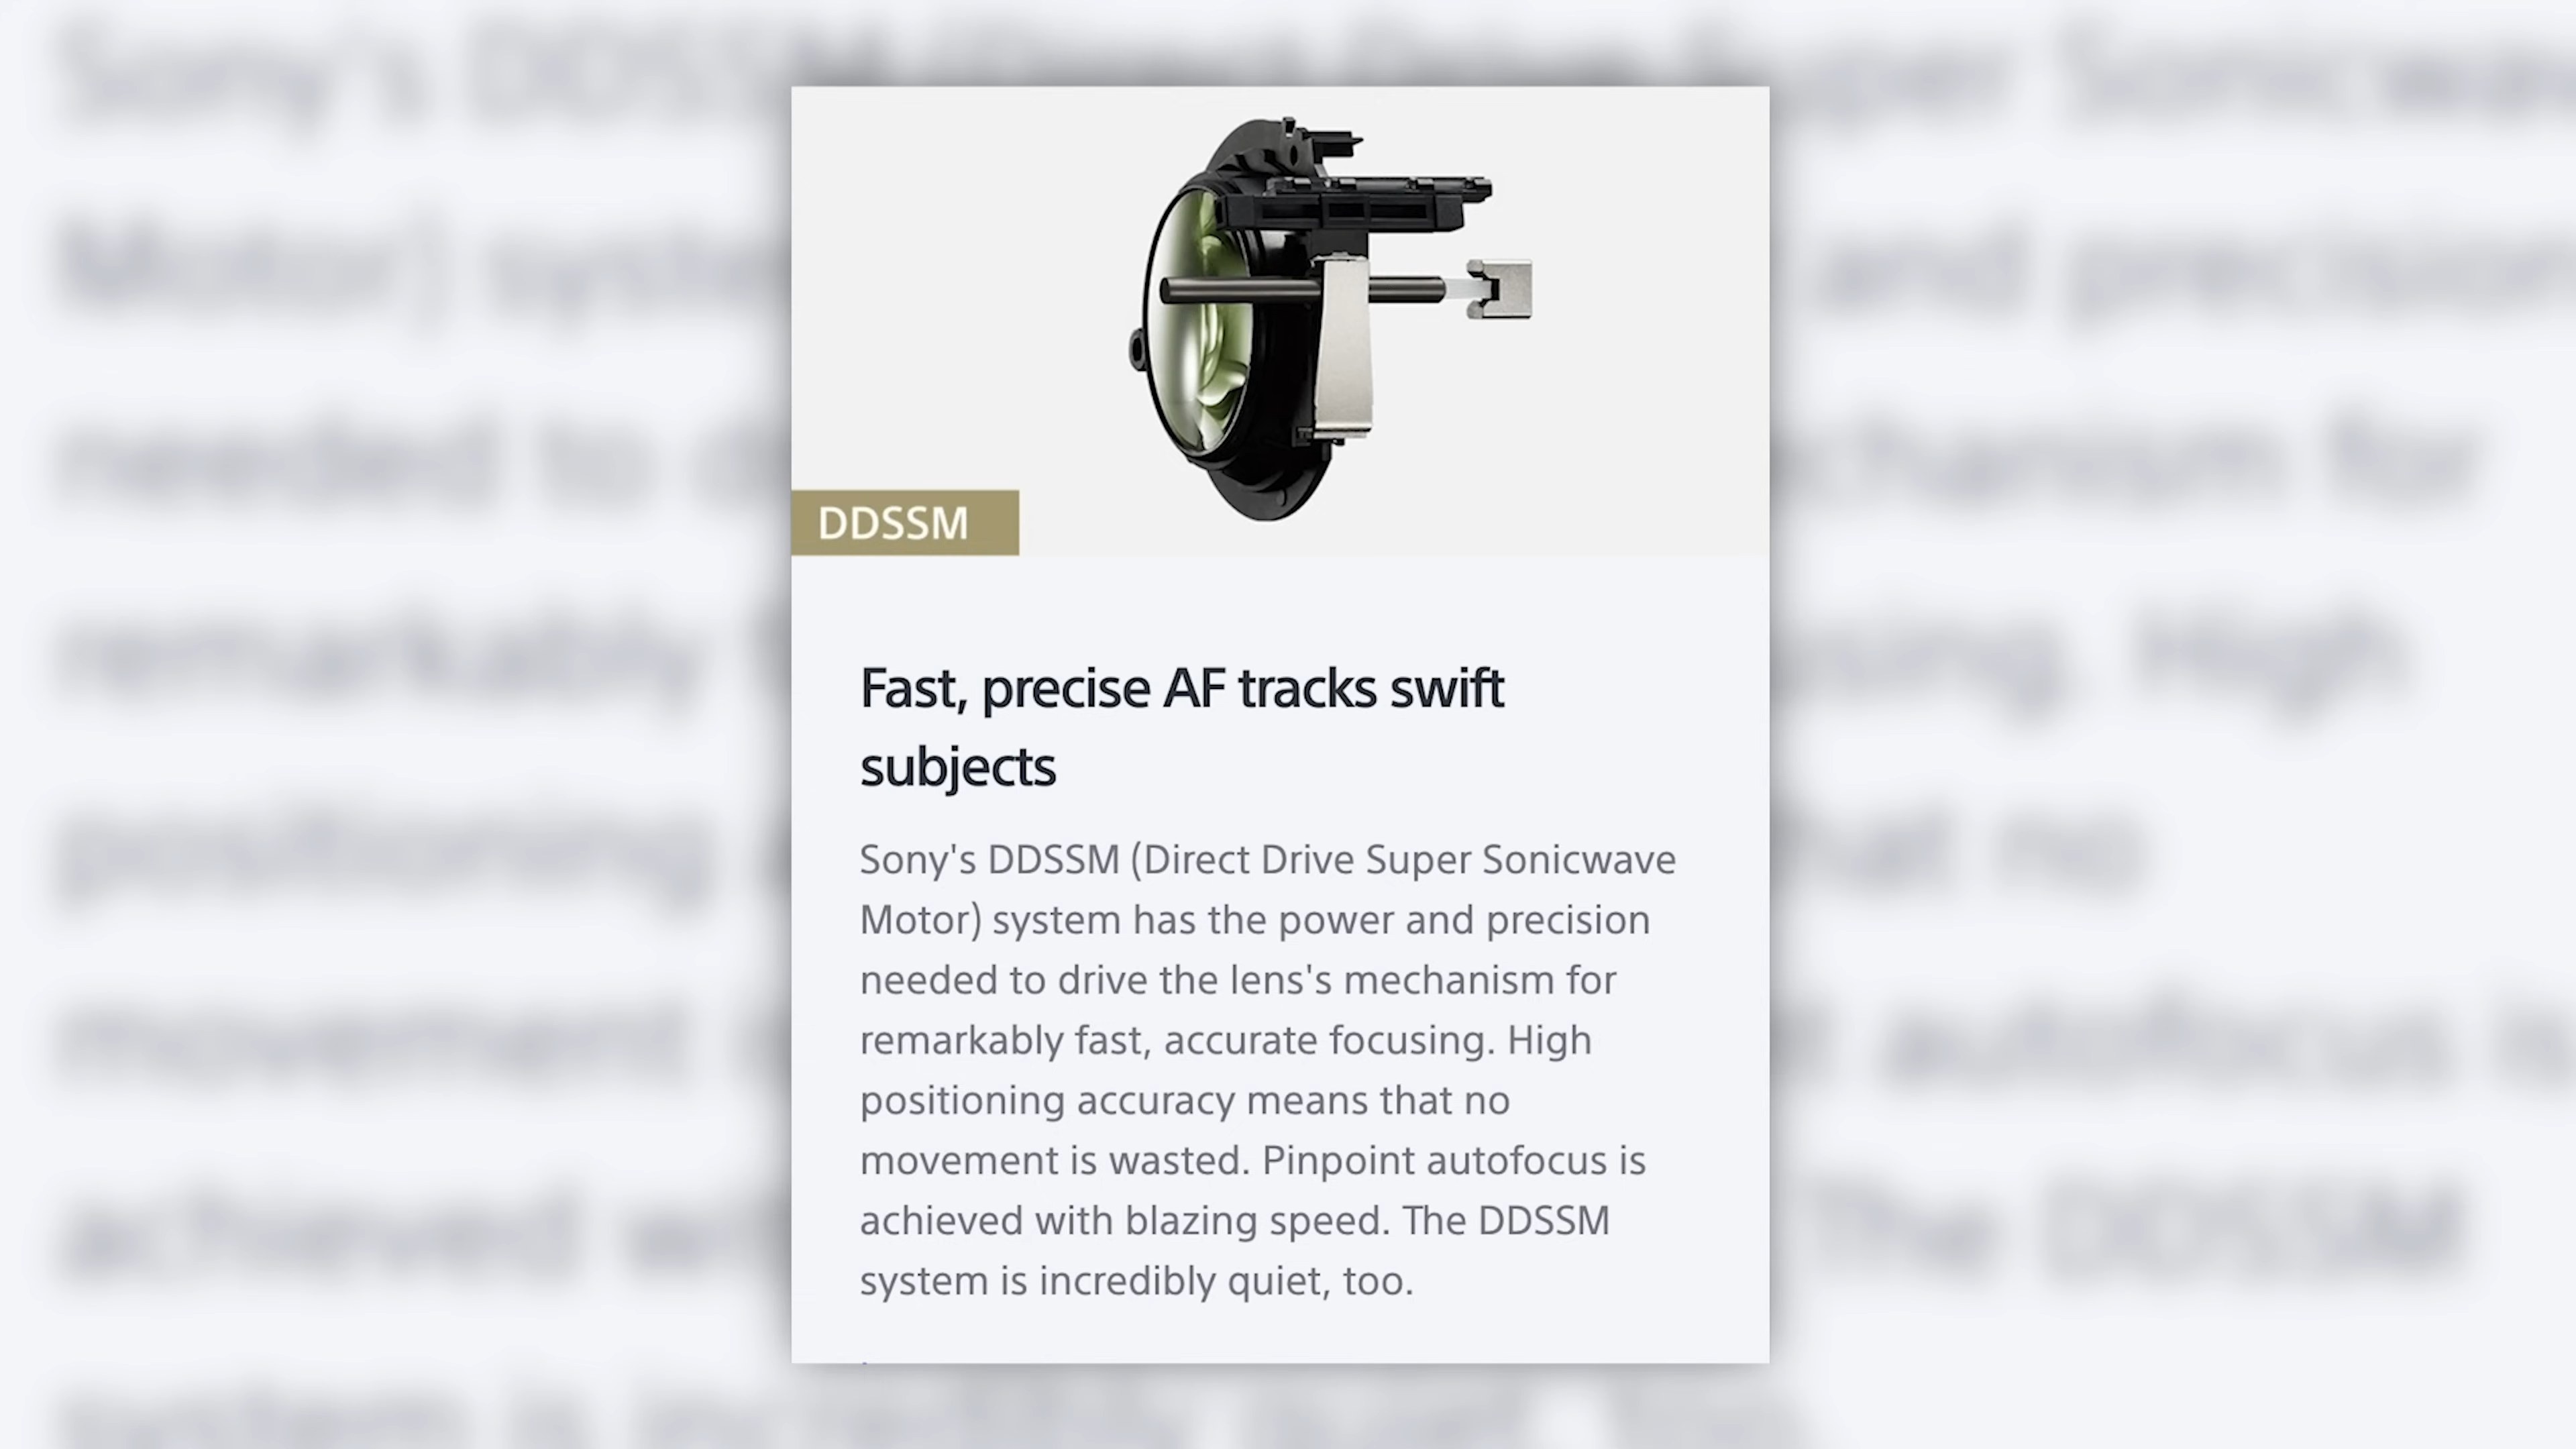 DDSSM
Fast, precise AF tracks swift
subjects
Sony's DDSSM (Direct Drive Super Sonicwave
Motor) system has the power and precision
needed to drive the lens's mechanism for
remarkably fast, accurate focusing. High
positioning accuracy means that no
movement is wasted. Pinpoint autofocus is
achieved with blazing speed. The DDSSM
system is incredibly quiet, too.